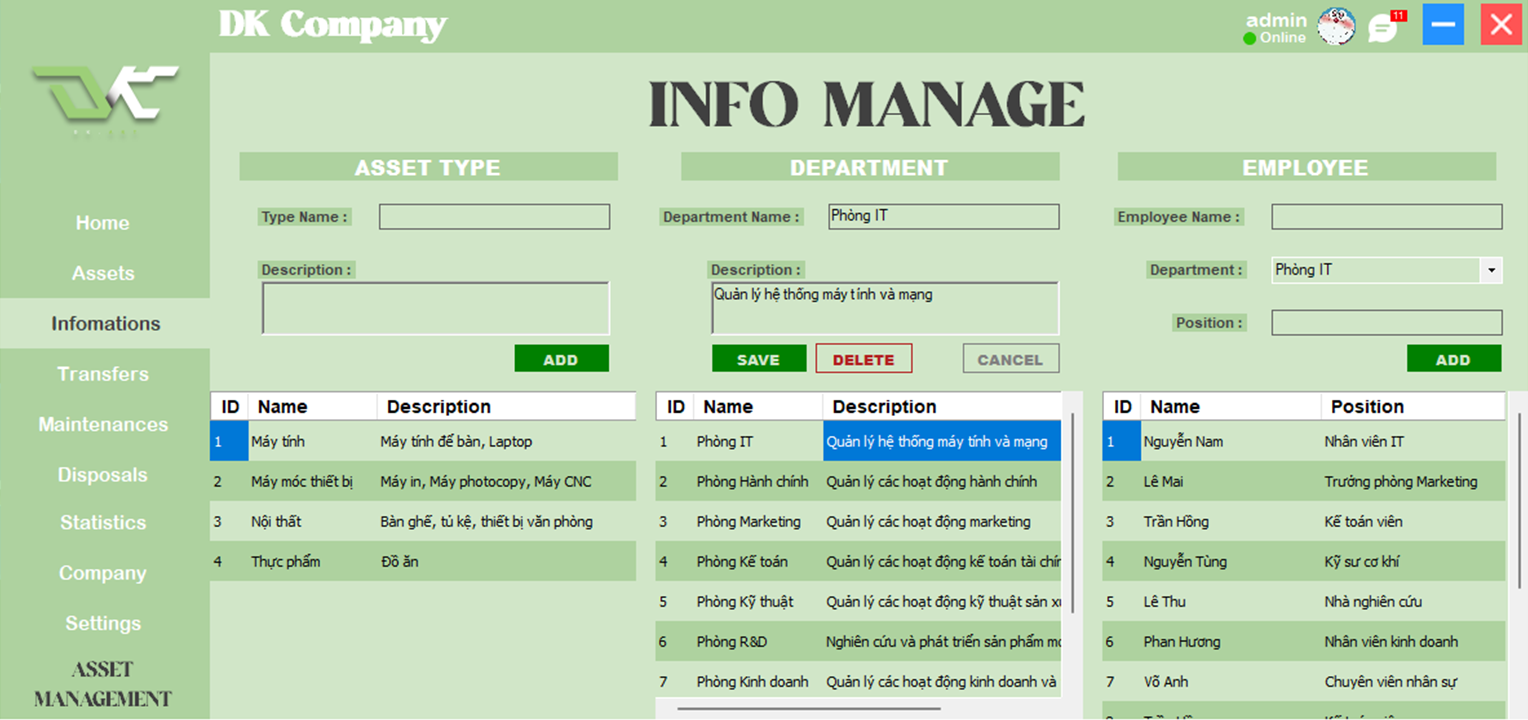 DK Company
admin
Online
11
INFO MANAGE
Home
Assets
Infomations
Transfers
Maintenances
Disposals
Statistics
Company
Settings
ASSET
MANAGEMENT
ASSET TYPE
Type Name :
Description :
ADD
ID Name Description
1 Máy tính Máy tính để bàn, Laptop
2 Máy móc thiết bị Máy in, Máy photocopy, Máy CNC
3 Nội thất Bàn ghế, tủ kệ, thiết bị văn phòng
4 Thực phẩm Đồ ăn
DEPARTMENT
Department Name : Phòng IT
Description :
Quản lý hệ thống máy tính và mạng
SAVE DELETE CANCEL
ID Name Description
1 Phòng IT Quản lý hệ thống máy tính và mạng
2 Phòng Hành chính Quản lý các hoạt động hành chính
3 Phòng Marketing Quản lý các hoạt động marketing
4 Phòng Kế toán Quản lý các hoạt động kế toán tài
5 Phòng Kỹ thuật Quản lý các hoạt động kỹ thuật sản
6 Phòng R&D Nghiên cứu và phát triển sản phẩm
7 Phòng Kinh doanh Quản lý các hoạt động kinh doanh và
EMPLOYEE
Employee Name :
Department : Phòng IT
Position :
ADD
ID Name Position
1 Nguyễn Nam Nhân viên IT
2 Lê Mai Trưởng phòng Marketing
3 Trần Hồng Kế toán viên
4 Nguyễn Tùng Kỹ sư cơ khí
5 Lê Thu Nhà nghiên cứu
6 Phan Hương Nhân viên kinh doanh
7 Võ Anh Chuyên viên nhân sự